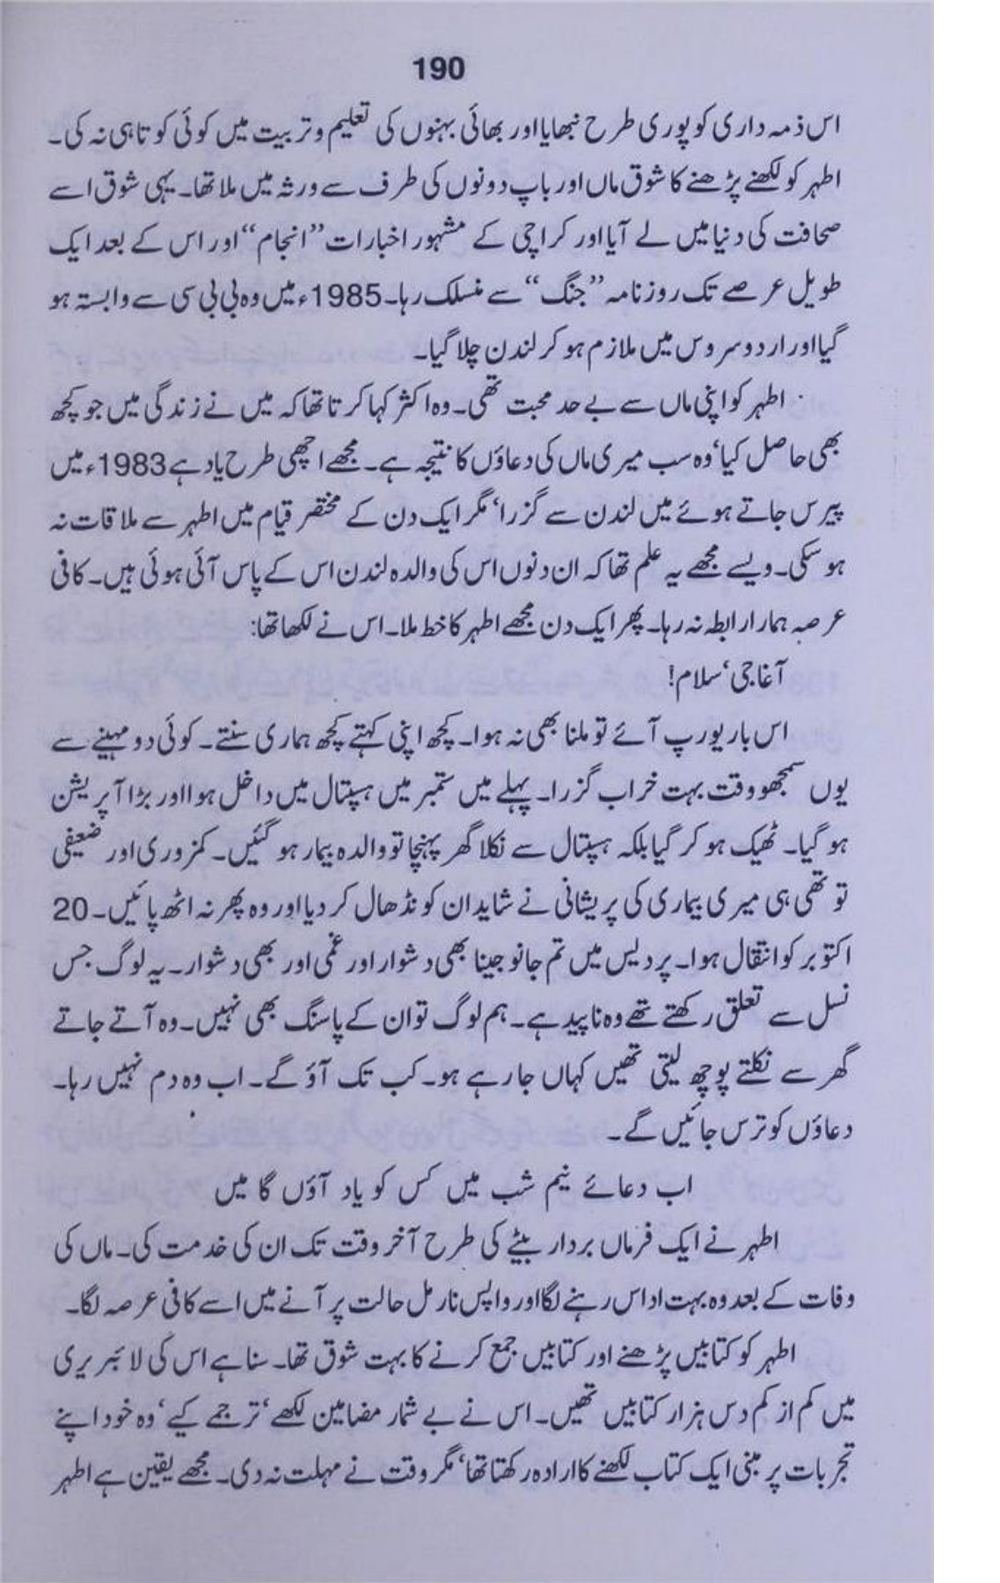 190
اس ذمہ داری کو پوری طرح نبھایا اور بھائی بہنوں کی تعلیم و تربیت میں کوئی کوتاہی نہ کی۔
اطہر کو لکھنے پڑھنے کا شوق ماں اور باپ دونوں کی طرف سے ورثہ میں ملا تھا۔ یہی شوق اسے
صحافت کی دنیا میں لے آیا اور کراچی کے مشہور اخبارات ’’انجام‘‘ اور اس کے بعد ایک
طویل عرصے تک روزنامہ ’’جنگ‘‘ سے منسلک رہا۔ 1985ء میں وہ بی بی سی سے وابستہ ہو
گیا اور اردو سروس میں ملازم ہو کر لندن چلا گیا۔
اطہر کو اپنی ماں سے بے حد محبت تھی۔ وہ اکثر کہا کرتا تھا کہ میں نے زندگی میں جو کچھ
بھی حاصل کیا‘ وہ سب میری ماں کی دعاؤں کا نتیجہ ہے۔ مجھے اچھی طرح یاد ہے 1983ء میں
پیرس جاتے ہوئے میں لندن سے گزرا‘ مگر ایک دن کے مختصر قیام میں اطہر سے ملاقات نہ
ہو سکی۔ ویسے مجھے یہ علم تھا کہ ان دنوں اس کی والدہ لندن اس کے پاس آئی ہوئی ہیں۔ کافی
عرصہ ہمارا رابطہ نہ رہا۔ پھر ایک دن مجھے اطہر کا خط ملا۔ اس نے لکھا تھا:
آغا جی‘ سلام!
اس بار یورپ آئے تو ملنا بھی نہ ہوا۔ کچھ اپنی کہتے کچھ ہماری سنتے۔ کوئی دو مہینے سے
یوں سمجھو وقت بہت خراب گزرا۔ پہلے میں ستمبر میں ہسپتال میں داخل ہوا اور بڑا آپریشن
ہو گیا۔ ٹھیک ہو کر گیا بلکہ ہسپتال سے نکلا گھر پہنچا تو والدہ بیمار ہو گئیں۔ کمزوری اور ضعیفی
تو تھی ہی میری بیماری کی پریشانی نے شاید ان کو نڈھال کر دیا اور وہ پھر نہ اٹھ پائیں۔ 20
اکتوبر کو انتقال ہوا۔ پردیس میں تم جانو جینا بھی دشوار اور غمی اور بھی دشوار۔ یہ لوگ جس
نسل سے تعلق رکھتے تھے وہ ناپید ہے۔ ہم لوگ تو ان کے پاسنگ بھی نہیں۔ وہ آتے جاتے
گھر سے نکلتے پوچھ لیتی تھیں کہاں جا رہے ہو۔ کب تک آؤ گے۔ اب وہ دم نہیں رہا۔
دعاؤں کو ترس جائیں گے۔
اب دعائے نیم شب میں کس کو یاد آؤں گا میں
اطہر نے ایک فرماں بردار بیٹے کی طرح آخر وقت تک ان کی خدمت کی۔ ماں کی
وفات کے بعد وہ بہت اداس رہنے لگا اور واپس نارمل حالت پر آنے میں اسے کافی عرصہ لگا۔
اطہر کو کتابیں پڑھنے اور کتابیں جمع کرنے کا بہت شوق تھا۔ سنا ہے اس کی لائبریری
میں کم از کم دس ہزار کتابیں تھیں۔ اس نے بے شمار مضامین لکھے‘ ترجمے کیے‘ وہ خود اپنے
تجربات پر مبنی ایک کتاب لکھنے کا ارادہ رکھتا تھا‘ مگر وقت نے مہلت نہ دی۔ مجھے یقین ہے اطہر